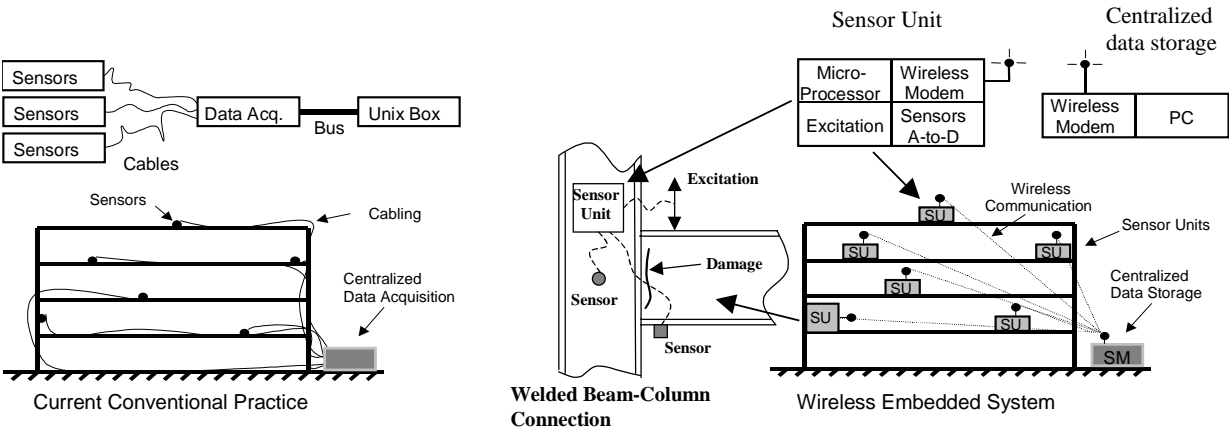 Sensors
Sensors
Sensors
Cables
Data Acq.
Bus
Unix Box
Sensors
Cabling
Centralized
Data Acquisition
Current Conventional Practice
Sensor Unit
Micro-
Processor
Wireless
Modem
Excitation
Sensors
A-to-D
Centralized
data storage
Wireless
Modem
PC
Sensor
Unit
Excitation
Damage
Sensor
Sensor
Welded Beam-Column
Connection
Wireless
Communication
Sensor Units
Centralized
Data Storage
SU
SU
SU
SU
SU
SU
SM
Wireless Embedded System